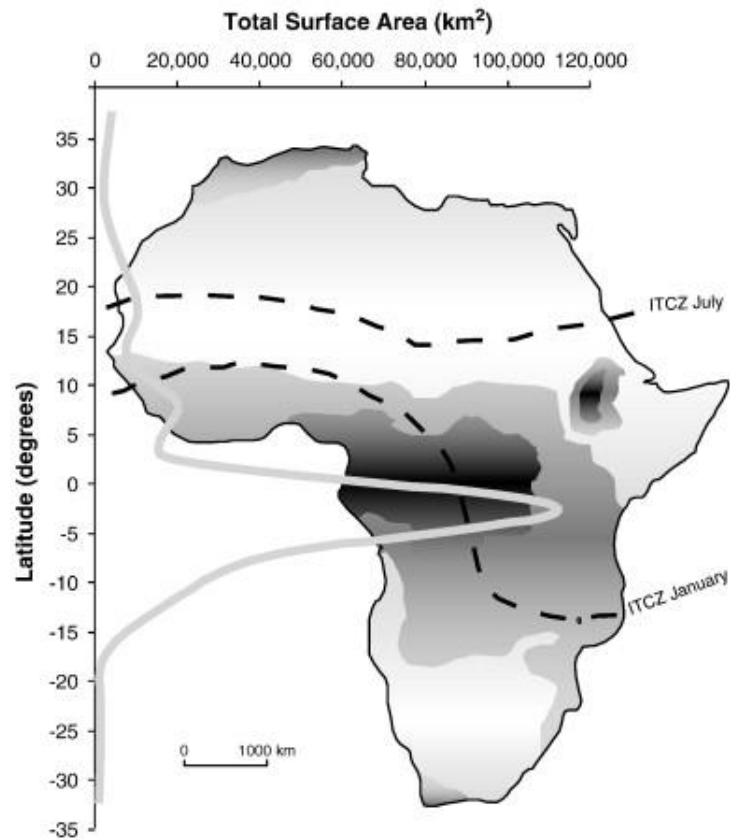 Total Surface Area (km²)
0 20,000 40,000 60,000 80,000 100,000 120,000
35
30
25
20
ITCZ July
15
10
5
0
-5
-10
ITCZ January
-15
-20
-25
0 1000 km
-30
-35
Latitude (degrees)